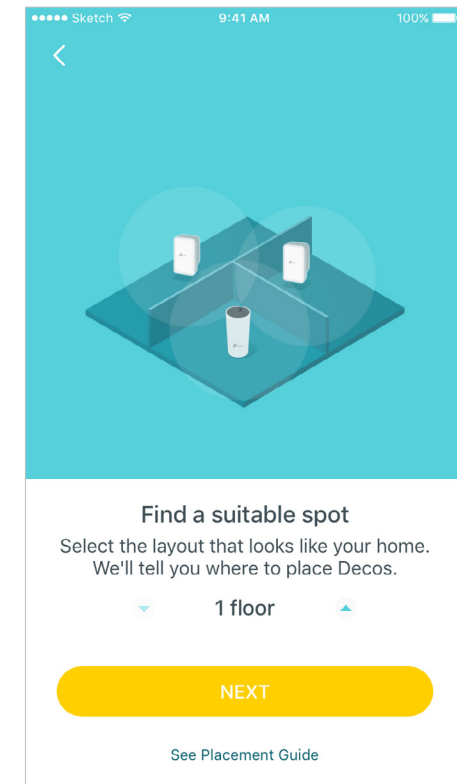 Sketch
9:41 AM
100%
Find a suitable spot
Select the layout that looks like your home.
We'll tell you where to place Decos.
1 floor
NEXT
See Placement Guide